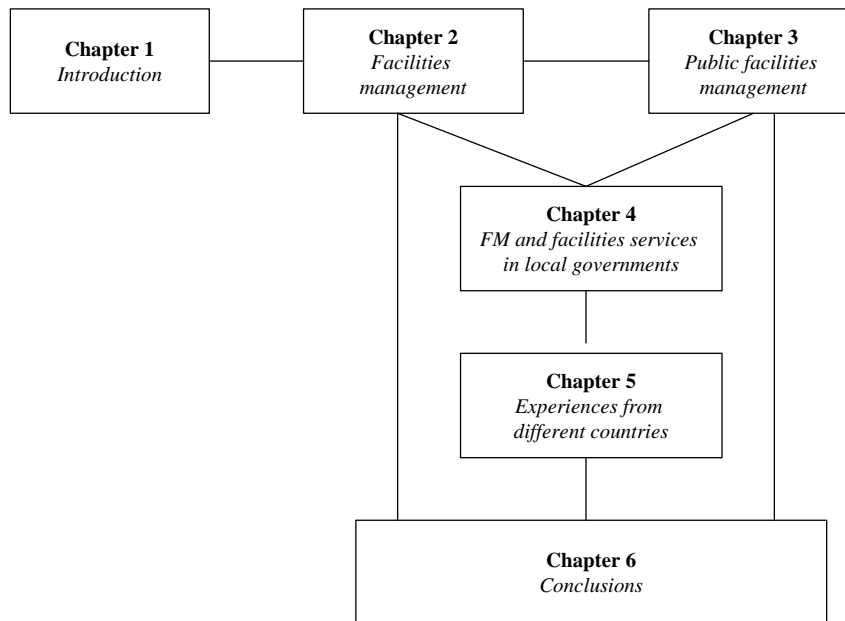 Chapter 1
Introduction
Chapter 2
Facilities
management
Chapter 3
Public facilities
management
Chapter 4
FM and facilities services
in local governments
Chapter 5
Experiences from
different countries
Chapter 6
Conclusions